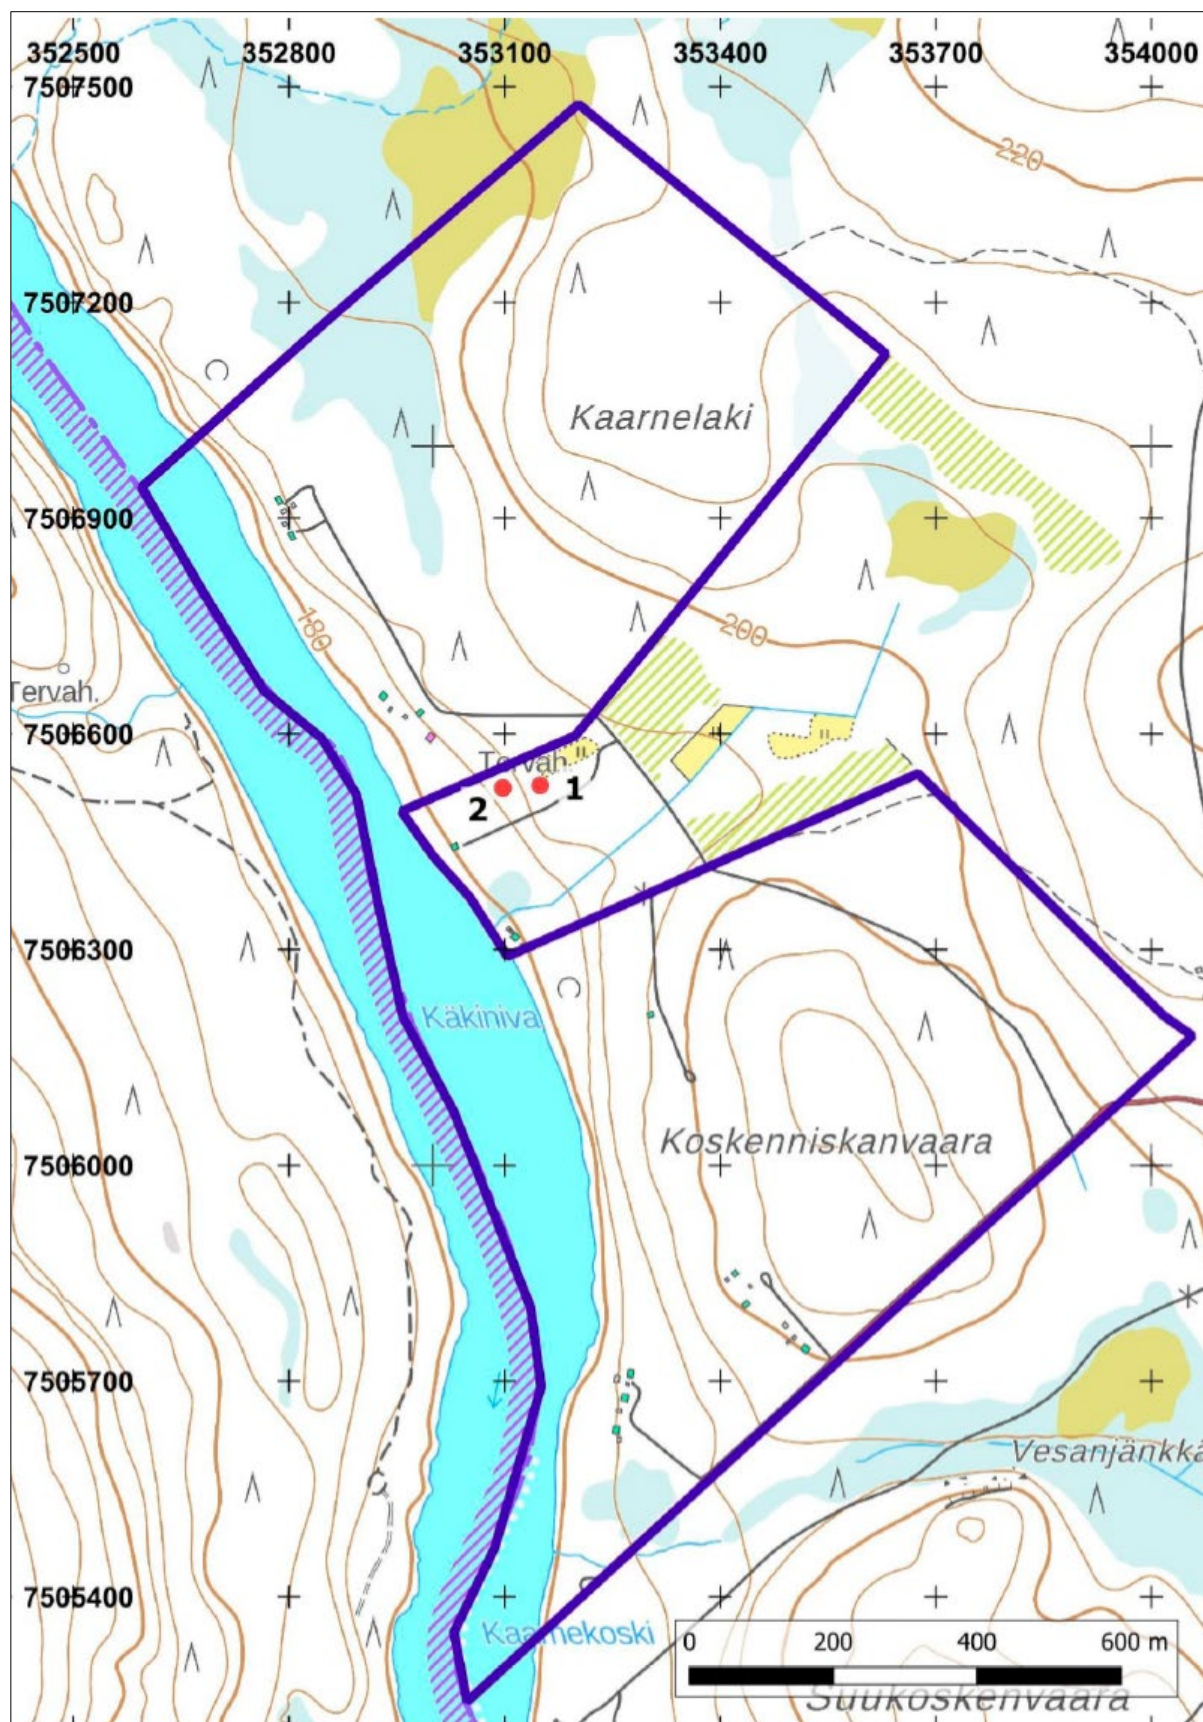 352500 352800 353100 353400 353700 354000
7507500
220
7507200
Kaarnelaki
7506900
180
200
Tervah.
7506600
Tervah.
1
2
7506300
Käkiniva
Koskenniskanvaara
7506000
7505700
Vesanjänkkä
7505400
Kaarnekoski
0 200 400 600 m
Suukoskenvaara